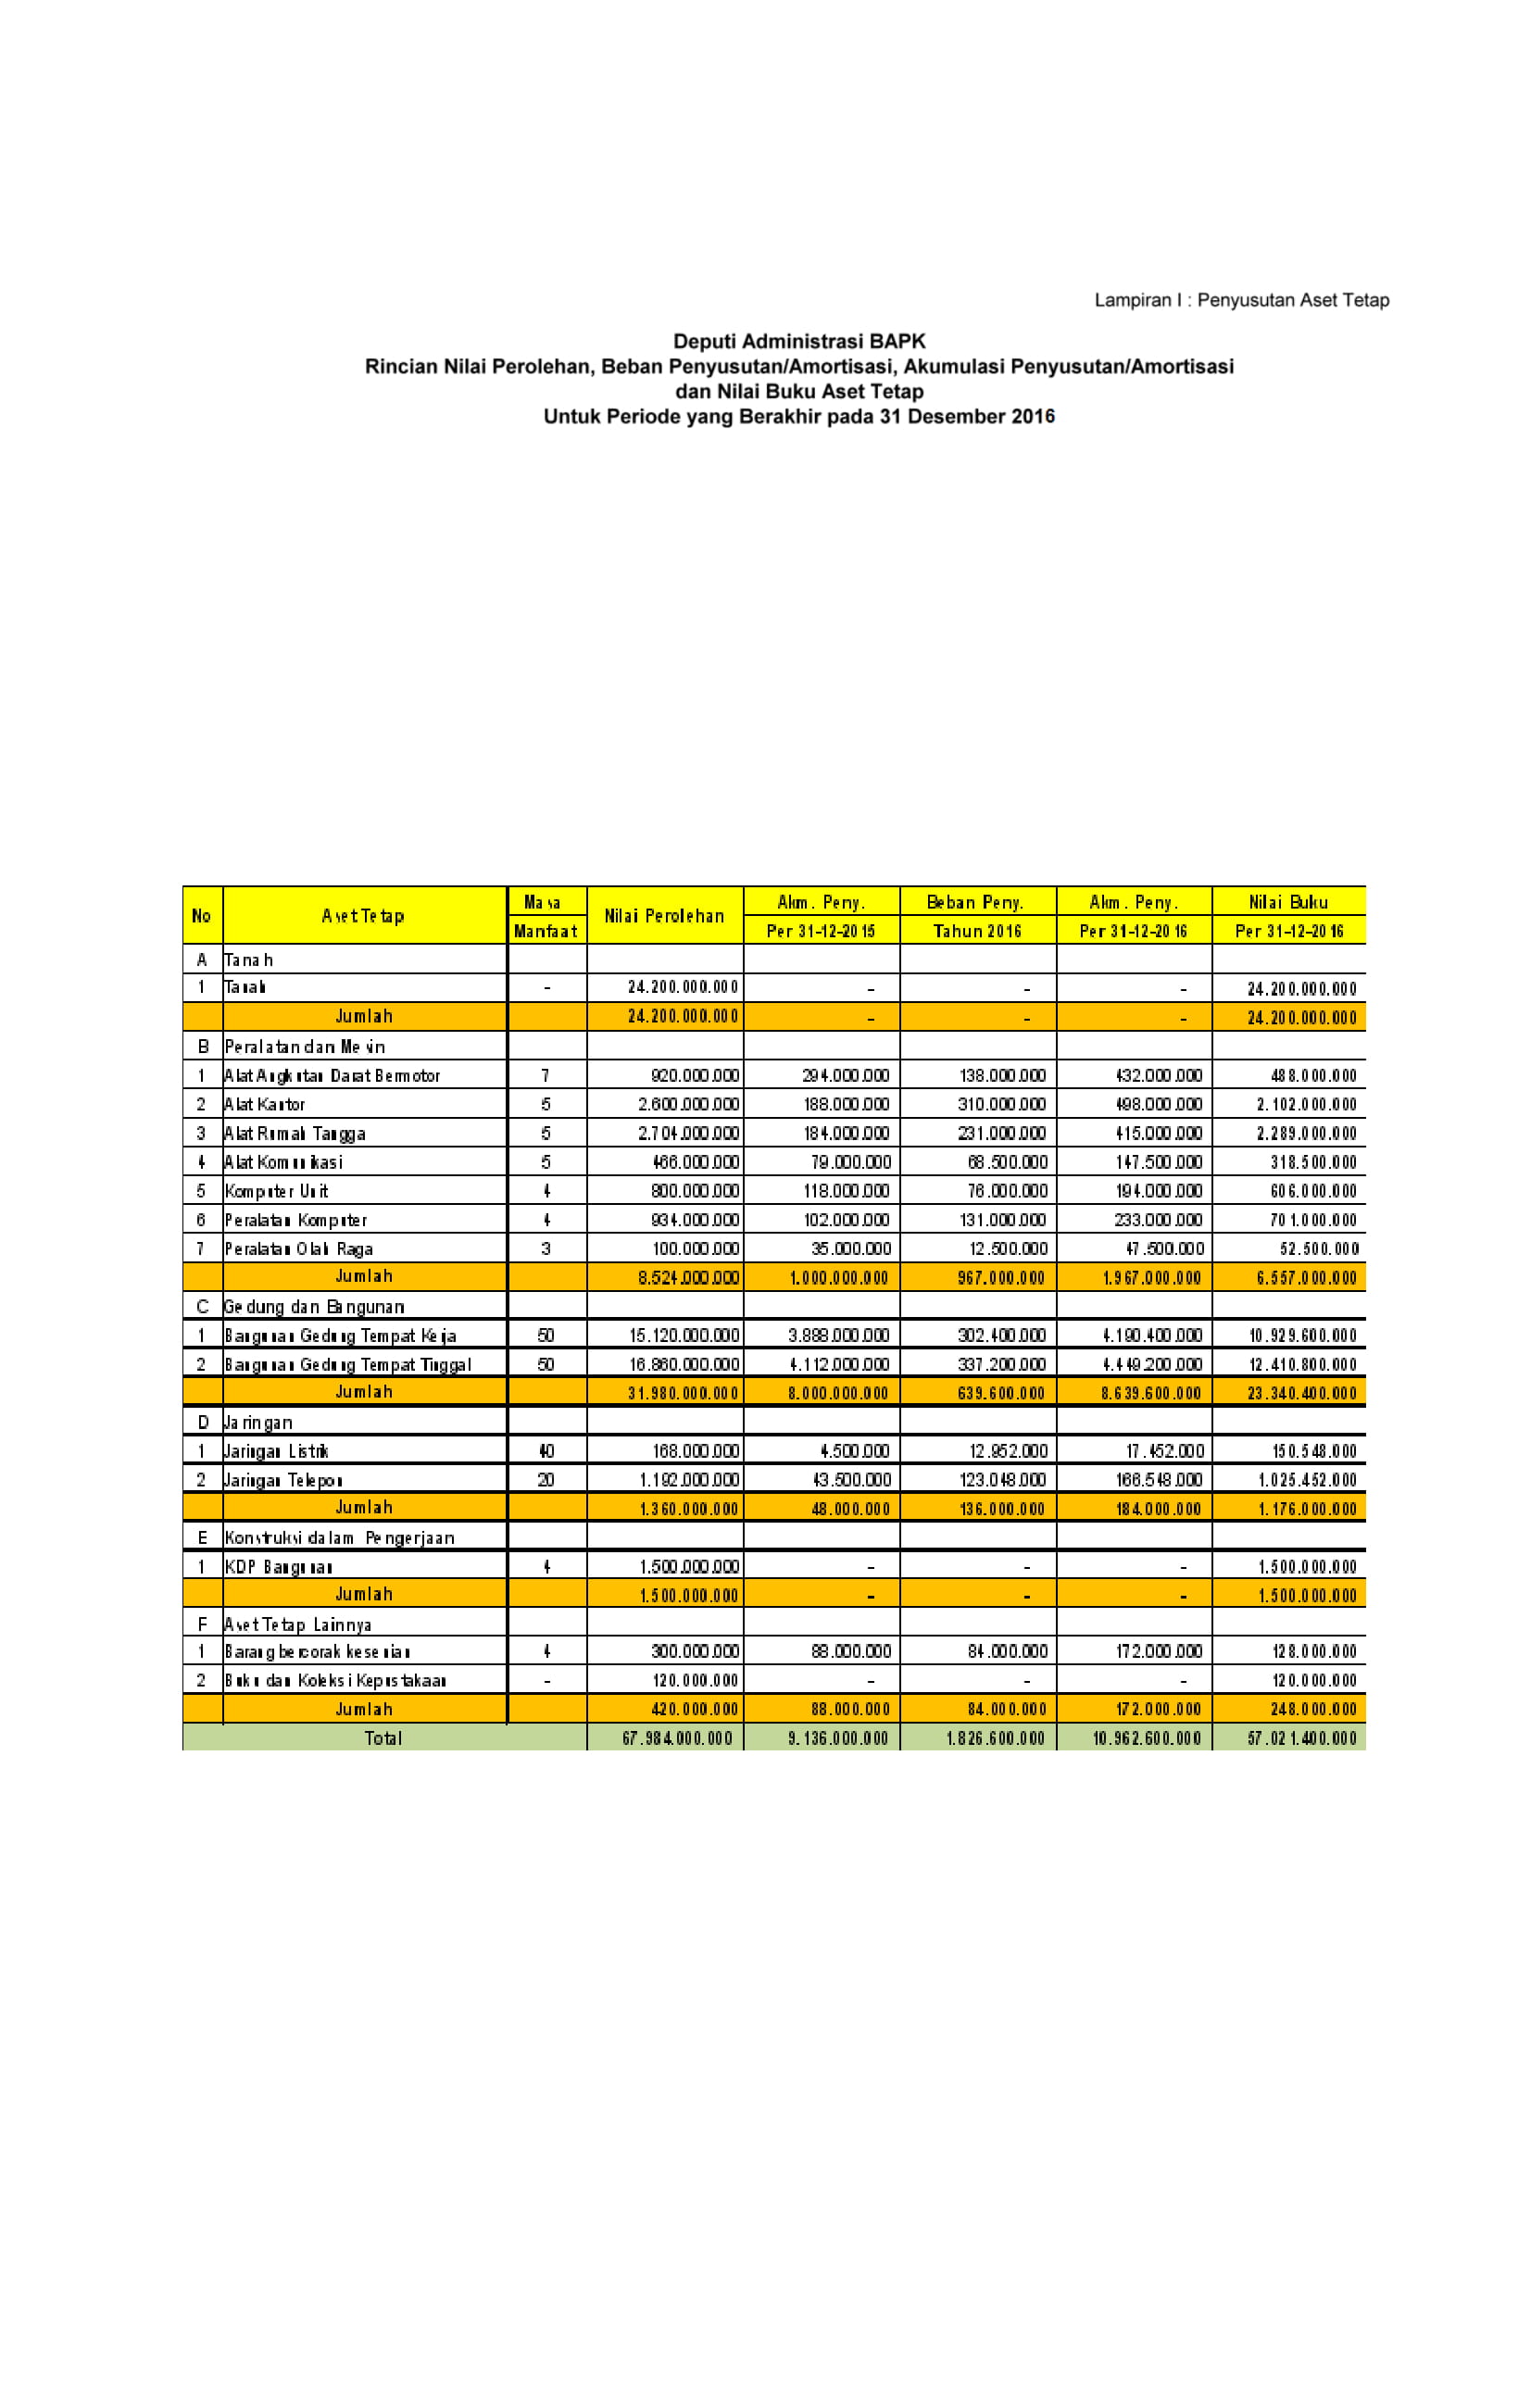 Lampiran I : Penyusutan Aset Tetap
Deputi Administrasi BAPK
Rincian Nilai Perolehan, Beban Penyusutan/Amortisasi, Akumulasi Penyusutan/Amortisasi
dan Nilai Buku Aset Tetap
Untuk Periode yang Berakhir pada 31 Desember 2016
No Aset Tetap Masa Manfaat Nilai Perolehan Akm. Peny. Per 31-12-2015 Beban Peny. Tahun 2016 Akm. Peny. Per 31-12-2016 Nilai Buku Per 31-12-2016
A Tanah
1 Tanah - 24.200.000.000 - - - 24.200.000.000
Jumlah 24.200.000.000 - - - 24.200.000.000
B Peralatan dan Mesin
1 Alat Angkutan Darat Bermotor 7 920.000.000 294.000.000 138.000.000 432.000.000 488.000.000
2 Alat Kantor 5 2.600.000.000 188.000.000 310.000.000 498.000.000 2.102.000.000
3 Alat Rumah Tangga 5 2.704.000.000 184.000.000 231.000.000 415.000.000 2.289.000.000
4 Alat Komunikasi 5 466.000.000 79.000.000 68.500.000 147.500.000 318.500.000
5 Komputer Unit 4 800.000.000 118.000.000 76.000.000 194.000.000 606.000.000
6 Peralatan Komputer 4 934.000.000 102.000.000 131.000.000 233.000.000 701.000.000
7 Peralatan Olah Raga 3 100.000.000 35.000.000 12.500.000 47.500.000 52.500.000
Jumlah 8.524.000.000 1.000.000.000 967.000.000 1.967.000.000 6.557.000.000
C Gedung dan Bangunan
1 Bangunan Gedung Tempat Kerja 50 15.120.000.000 3.888.000.000 302.400.000 4.190.400.000 10.929.600.000
2 Bangunan Gedung Tempat Tinggal 50 16.860.000.000 4.112.000.000 337.200.000 4.449.200.000 12.410.800.000
Jumlah 31.980.000.000 8.000.000.000 639.600.000 8.639.600.000 23.340.400.000
D Jaringan
1 Jaringan Listrik 40 168.000.000 4.500.000 12.952.000 17.452.000 150.548.000
2 Jaringan Telepon 20 1.192.000.000 43.500.000 123.048.000 166.548.000 1.025.452.000
Jumlah 1.360.000.000 48.000.000 136.000.000 184.000.000 1.176.000.000
E Konstruksi dalam Pengerjaan
1 KDP Bangunan 4 1.500.000.000 - - - 1.500.000.000
Jumlah 1.500.000.000 - - - 1.500.000.000
F Aset Tetap Lainnya
1 Barang bercorak kesenian 4 300.000.000 88.000.000 84.000.000 172.000.000 128.000.000
2 Buku dan Koleksi Kepustakaan - 120.000.000 - - - 120.000.000
Jumlah 420.000.000 88.000.000 84.000.000 172.000.000 248.000.000
Total 67.984.000.000 9.136.000.000 1.826.600.000 10.962.600.000 57.021.400.000